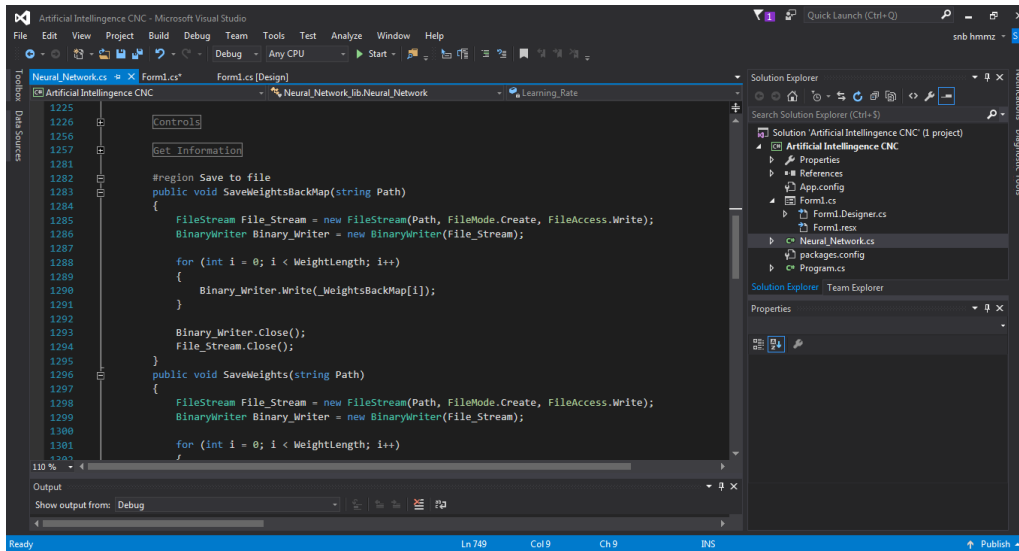 Artificial Intellingence CNC - Microsoft Visual Studio
1
Quick Launch (Ctrl+Q)
File Edit View Project Build Debug Team Tools Test Analyze Window Help
snb hmmz
Debug Any CPU Start
Toolbox
Data Sources
Neural_Network.cs Form1.cs* Form1.cs [Design]
Artificial Intellingence CNC Neural_Network_lib.Neural_Network Learning_Rate
1225
1226 Controls
1256
1257 Get Information
1281
1282 #region Save to file
1283 public void SaveWeightsBackMap(string Path)
1284 {
1285 FileStream File_Stream = new FileStream(Path, FileMode.Create, FileAccess.Write);
1286 BinaryWriter Binary_Writer = new BinaryWriter(File_Stream);
1287
1288 for (int i = 0; i < WeightLength; i++)
1289 {
1290 Binary_Writer.Write(_WeightsBackMap[i]);
1291 }
1292
1293 Binary_Writer.Close();
1294 File_Stream.Close();
1295 }
1296 public void SaveWeights(string Path)
1297 {
1298 FileStream File_Stream = new FileStream(Path, FileMode.Create, FileAccess.Write);
1299 BinaryWriter Binary_Writer = new BinaryWriter(File_Stream);
1300
1301 for (int i = 0; i < WeightLength; i++)
1302 {
110 %
Output
Show output from: Debug
Solution Explorer
Search Solution Explorer (Ctrl+$)
Solution 'Artificial Intellingence CNC' (1 project)
Artificial Intellingence CNC
Properties
References
App.config
Form1.cs
Form1.Designer.cs
Form1.resx
Neural_Network.cs
packages.config
Program.cs
Solution Explorer Team Explorer
Properties
Ready Ln 749 Col 9 Ch 9 INS Publish